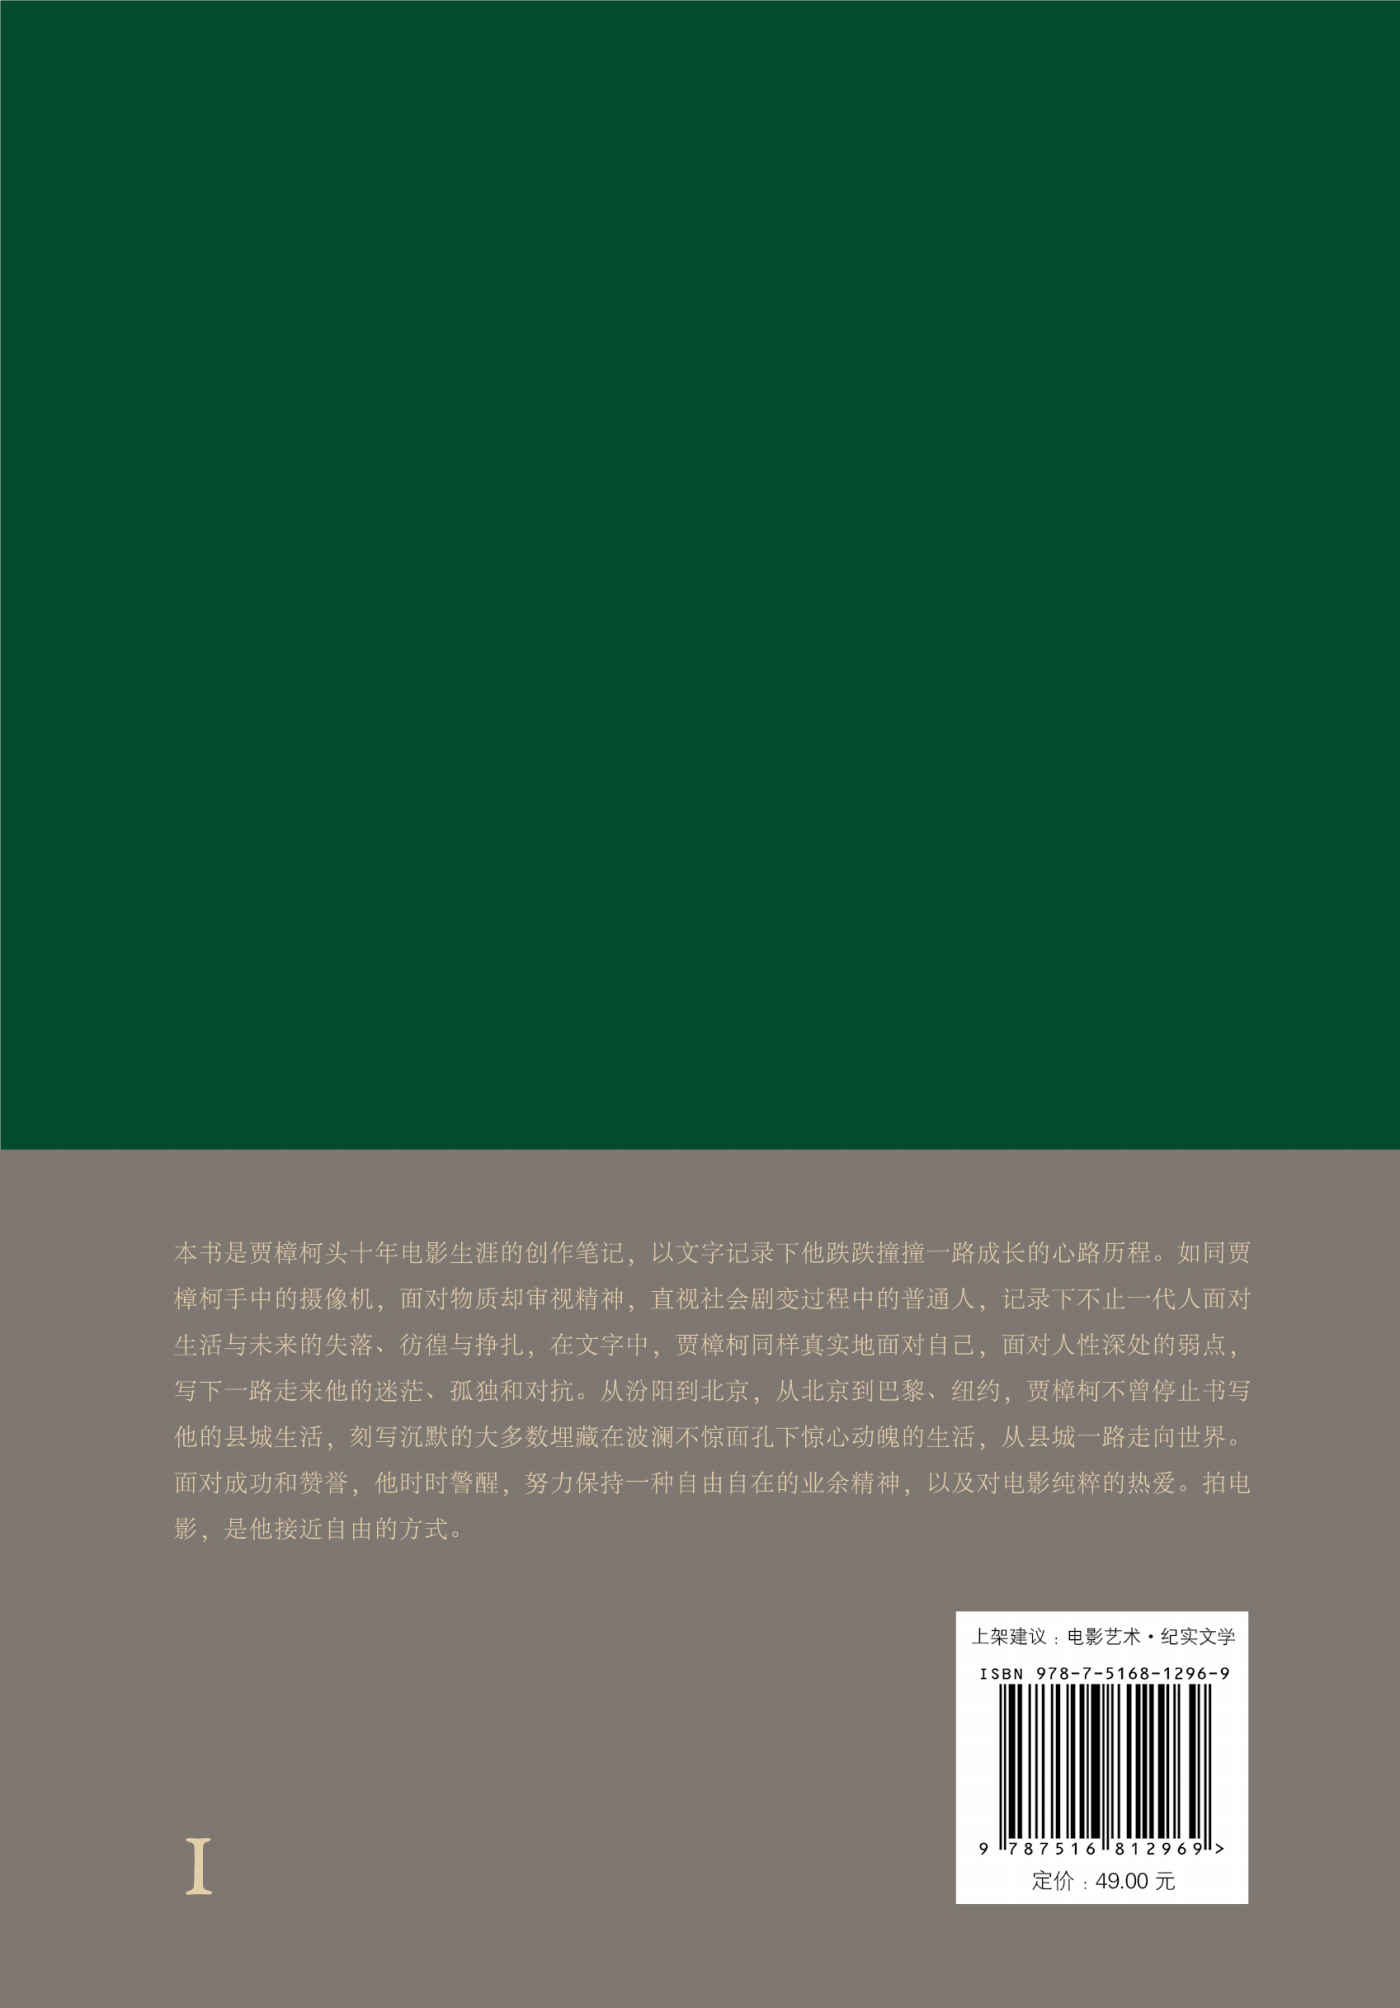 本书是贾樟柯头十年电影生涯的创作笔记，以文字记录下他跌跌撞撞一路成长的心路历程。如同贾
樟柯手中的摄像机，面对物质却审视精神，直视社会剧变过程中的普通人，记录下不止一代人面对
生活与未来的失落、彷徨与挣扎，在文字中，贾樟柯同样真实地面对自己，面对人性深处的弱点，
写下一路走来他的迷茫、孤独和对抗。从汾阳到北京，从北京到巴黎、纽约，贾樟柯不曾停止书写
他的县城生活，刻写沉默的大多数埋藏在波澜不惊面孔下惊心动魄的生活，从县城一路走向世界。
面对成功和赞誉，他时时警醒，努力保持一种自由自在的业余精神，以及对电影纯粹的热爱。拍电
影，是他接近自由的方式。
上架建议：电影艺术·纪实文学
ISBN 978-7-5168-1296-9
9 787516 812969>
定价：49.00 元
I